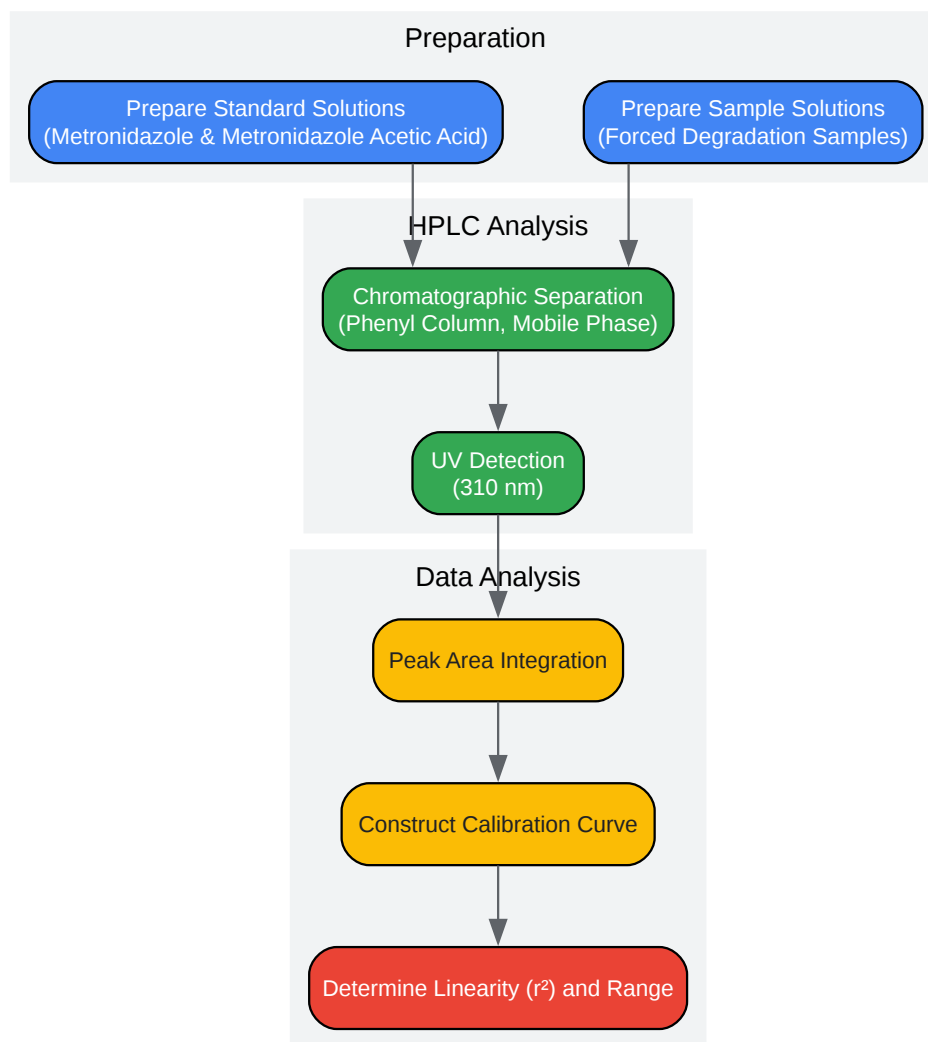 Preparation
Prepare Standard Solutions
(Metronidazole & Metronidazole Acetic Acid)
Prepare Sample Solutions
(Forced Degradation Samples)
HPLC Analysis
Chromatographic Separation
(Phenyl Column, Mobile Phase)
UV Detection
(310 nm)
Data Analysis
Peak Area Integration
Construct Calibration Curve
Determine Linearity (r²) and Range